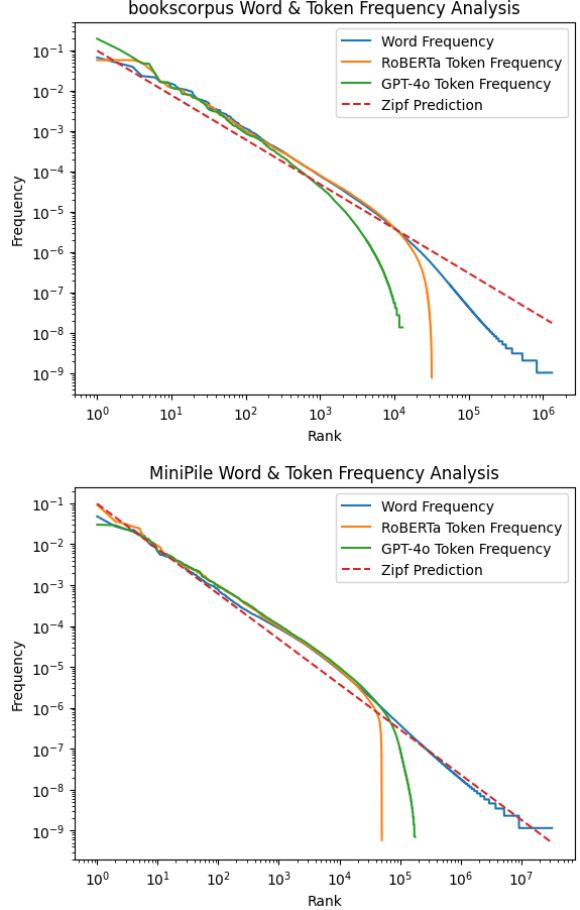 bookscorpus Word & Token Frequency Analysis
Word Frequency
RoBERTa Token Frequency
GPT-4o Token Frequency
Zipf Prediction
10⁻¹
10⁻²
10⁻³
10⁻⁴
10⁻⁵
10⁻⁶
10⁻⁷
10⁻⁸
10⁻⁹
Frequency
10⁰ 10¹ 10² 10³ 10⁴ 10⁵ 10⁶
Rank
MiniPile Word & Token Frequency Analysis
Word Frequency
RoBERTa Token Frequency
GPT-4o Token Frequency
Zipf Prediction
10⁻¹
10⁻²
10⁻³
10⁻⁴
10⁻⁵
10⁻⁶
10⁻⁷
10⁻⁸
10⁻⁹
Frequency
10⁰ 10¹ 10² 10³ 10⁴ 10⁵ 10⁶ 10⁷
Rank